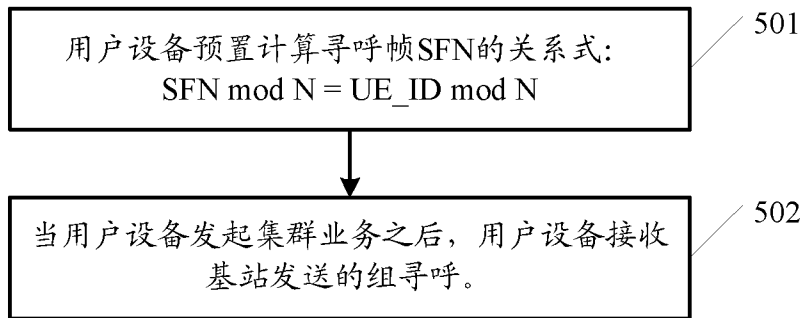 501
用户设备预置计算寻呼帧SFN的关系式:
SFN mod N = UE_ID mod N
502
当用户设备发起集群业务之后，用户设备接收
基站发送的组寻呼。